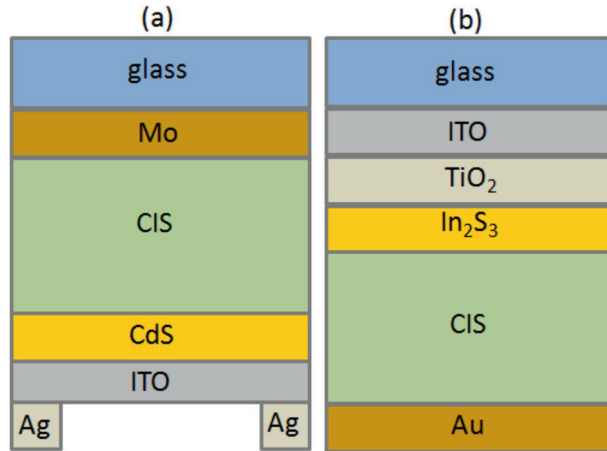 (a)
glass
Mo
CIS
CdS
ITO
Ag Ag
(b)
glass
ITO
TiO₂
In₂S₃
CIS
Au